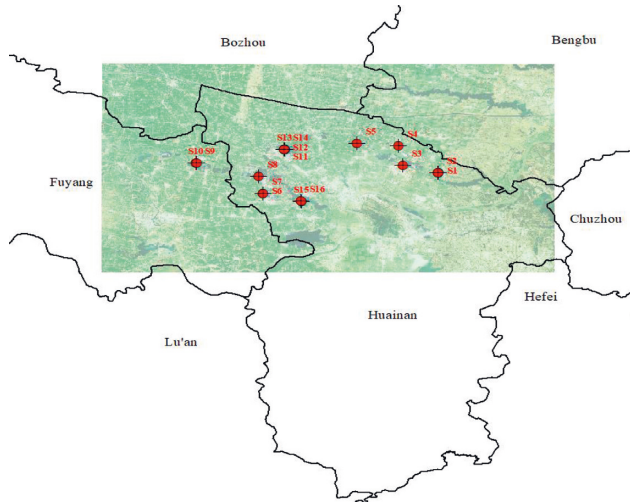 Bengbu
Bozhou
S5
S4
S13 S14
S12
S11
S10 S9
S3
S2
S1
S8
S7
S6
S15 S16
Fuyang
Chuzhou
Hefei
Huainan
Lu'an